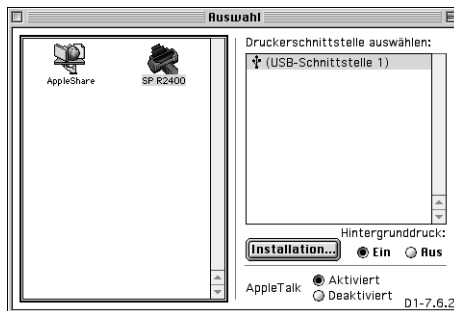 Auswahl
AppleShare
SP R2400
Druckerschnittstelle auswählen:
(USB-Schnittstelle 1)
Hintergrunddruck:
Installation...
Ein
Aus
AppleTalk
Aktiviert
Deaktiviert
D1-7.6.2